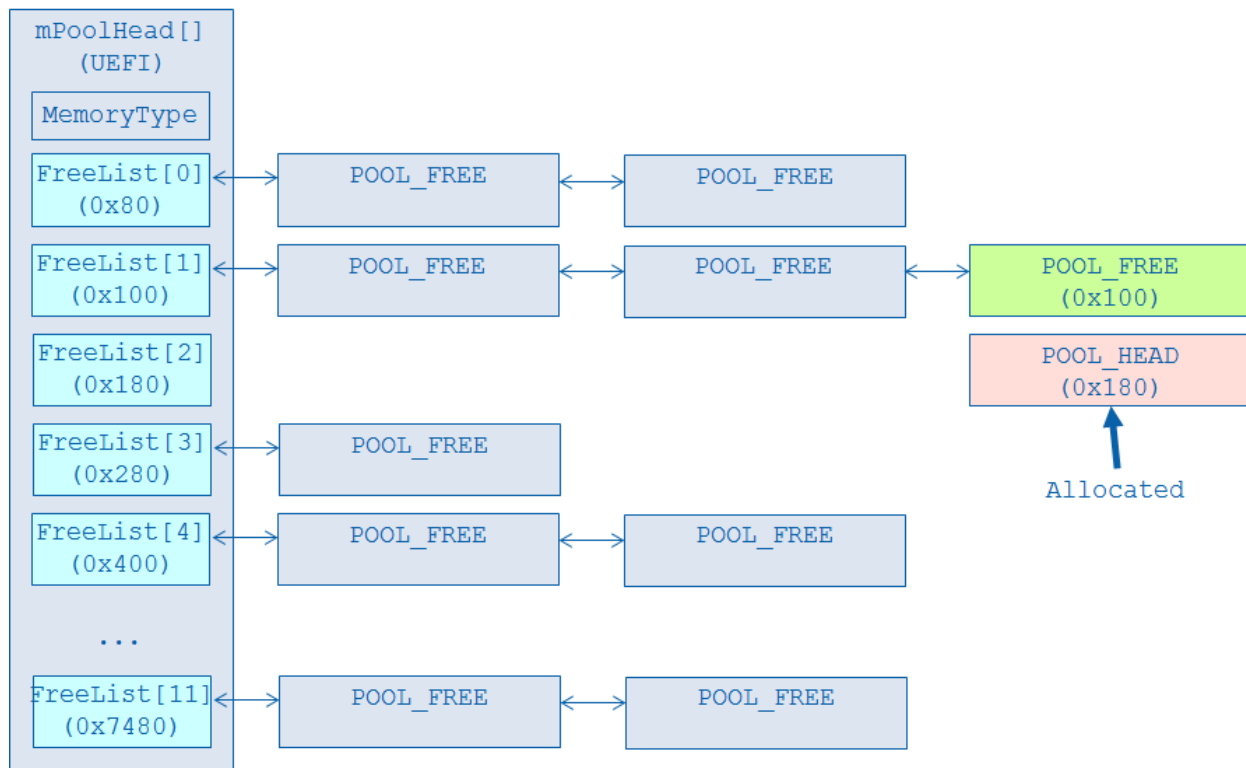 mPoolHead[]
(UEFI)
MemoryType
FreeList[0]
(0x80)
POOL_FREE
POOL_FREE
FreeList[1]
(0x100)
POOL_FREE
POOL_FREE
POOL_FREE
(0x100)
FreeList[2]
(0x180)
POOL_HEAD
(0x180)
FreeList[3]
(0x280)
POOL_FREE
Allocated
FreeList[4]
(0x400)
POOL_FREE
POOL_FREE
...
FreeList[11]
(0x7480)
POOL_FREE
POOL_FREE